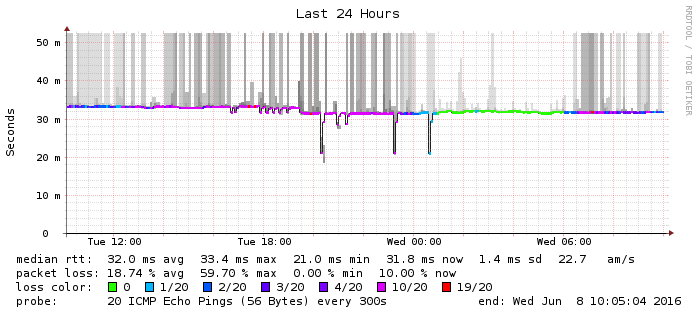 Last 24 Hours
RRDTOOL / TOBI OETIKER
Seconds
50 m
40 m
30 m
20 m
10 m
0
Tue 12:00 Tue 18:00 Wed 00:00 Wed 06:00
median rtt: 32.0 ms avg 33.4 ms max 21.0 ms min 31.8 ms now 1.4 ms sd 22.7 am/s
packet loss: 18.74 % avg 59.70 % max 0.00 % min 10.00 % now
loss color: 0 1/20 2/20 3/20 4/20 10/20 19/20
probe: 20 ICMP Echo Pings (56 Bytes) every 300s end: Wed Jun 8 10:05:04 2016